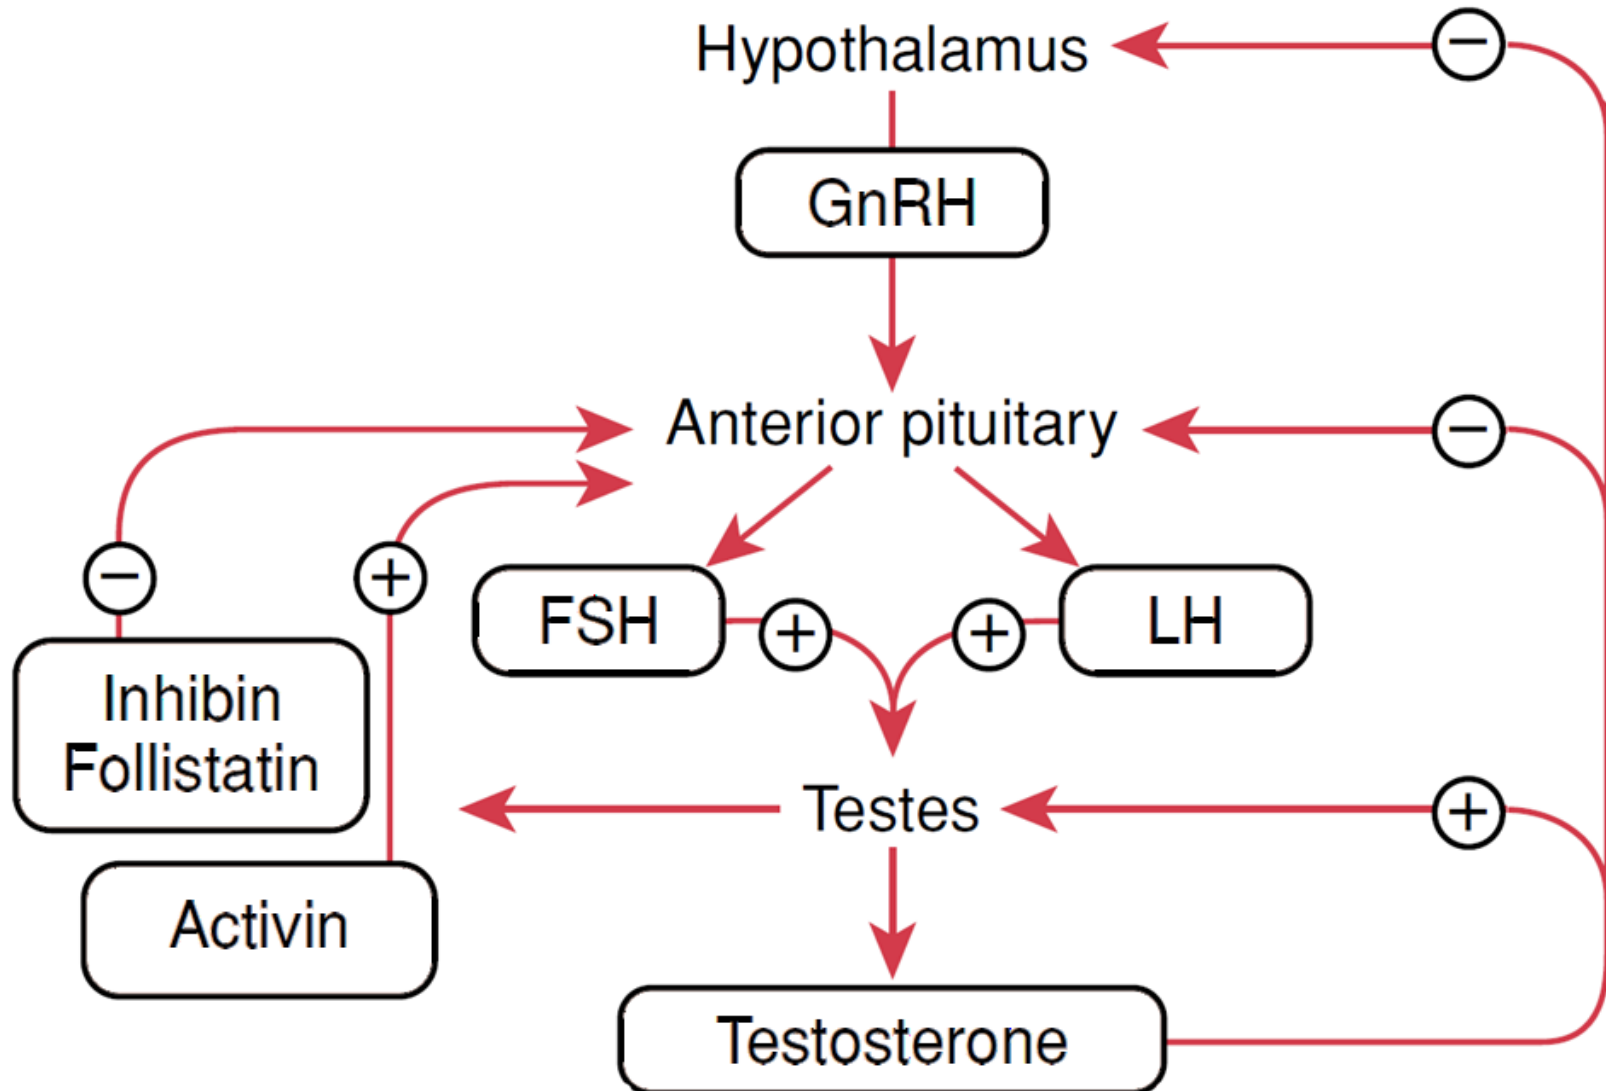 Hypothalamus
−
GnRH
Anterior pituitary
−
−
+
FSH
+
+
LH
Inhibin
Follistatin
Testes
+
Activin
Testosterone